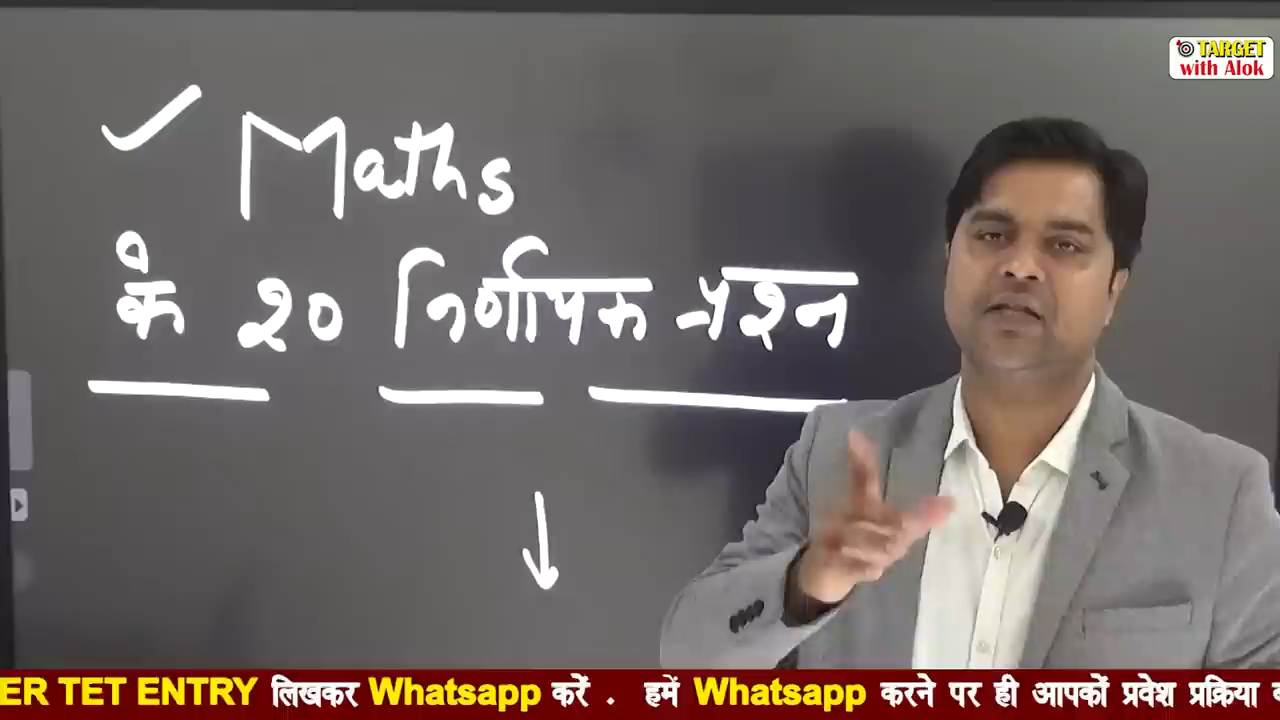 TARGET
with Alok
Maths
के २० निर्णायक प्रश्न
ER TET ENTRY लिखकर Whatsapp करें . हमें Whatsapp करने पर ही आपकों प्रवेश प्रक्रिया